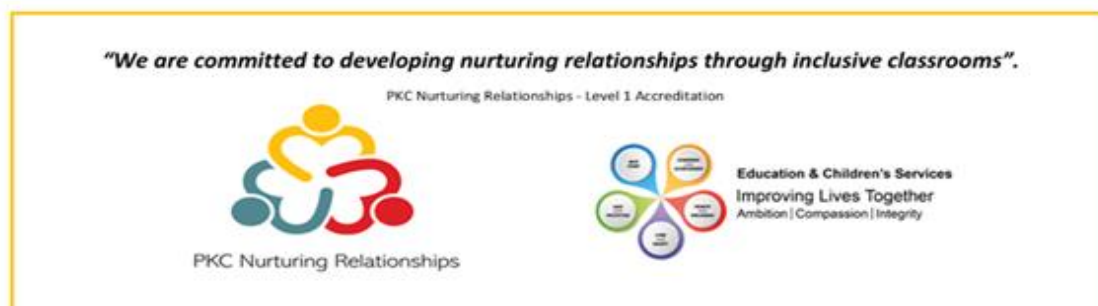 “We are committed to developing nurturing relationships through inclusive classrooms”.
PKC Nurturing Relationships - Level 1 Accreditation
PKC Nurturing Relationships
Education & Children's Services
Improving Lives Together
Ambition | Compassion | Integrity